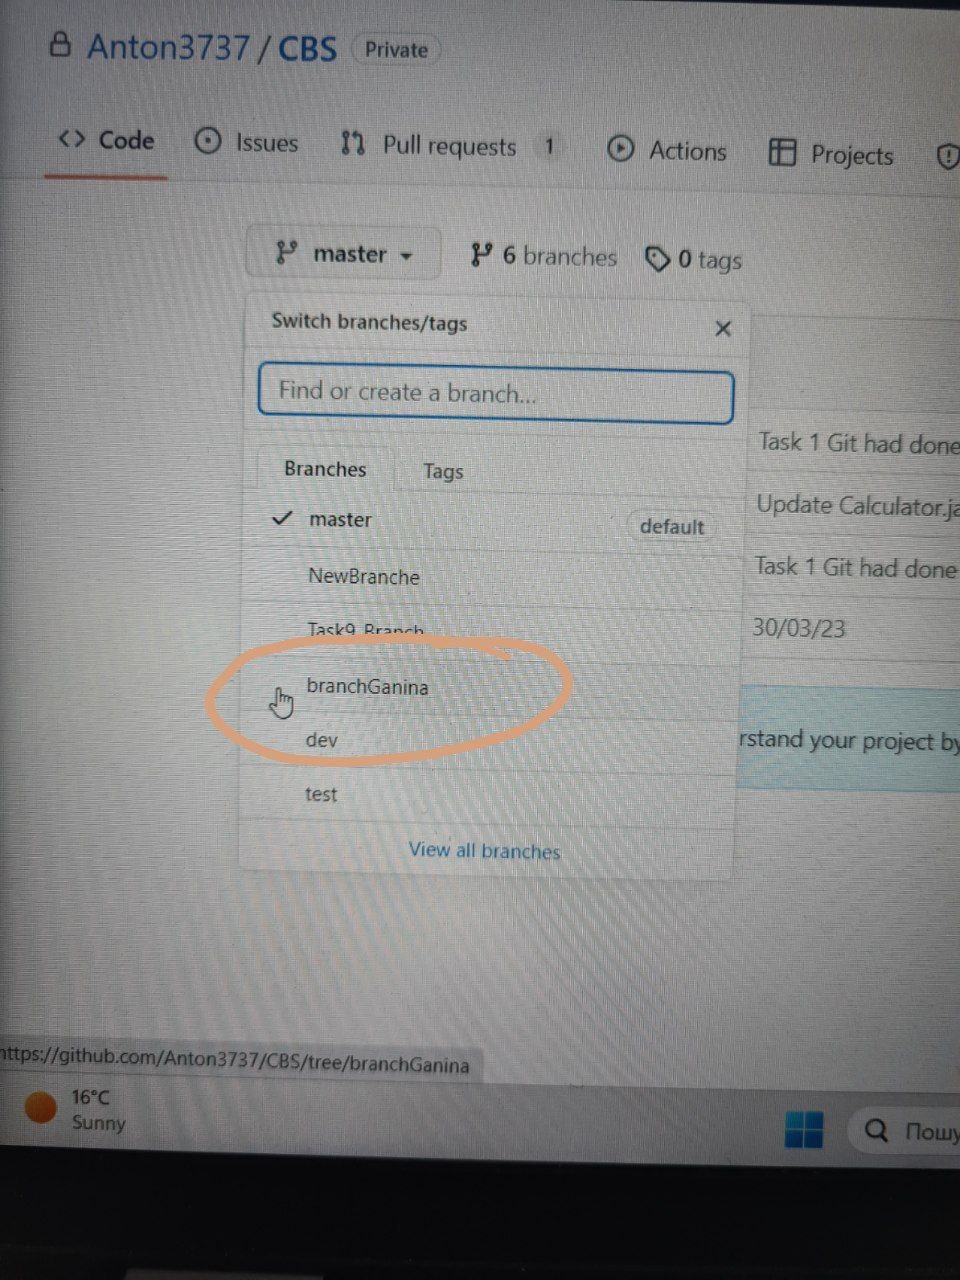 Anton3737 / CBS Private
Code Issues Pull requests 1 Actions Projects
master 6 branches 0 tags
Switch branches/tags
Find or create a branch...
Task 1 Git had done
Branches Tags
Update Calculator.ja
master default
Task 1 Git had done
NewBranche
30/03/23
Task9_Branch
branchGanina
rstand your project by
dev
test
View all branches
https://github.com/Anton3737/CBS/tree/branchGanina
16°C
Sunny
Пошу